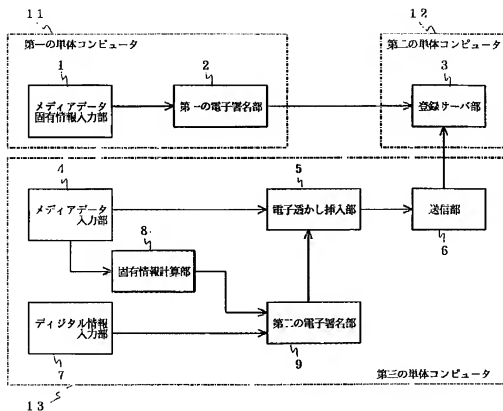 11
第一の単体コンピュータ
12
第二の単体コンピュータ
1
メディアデータ
固有情報入力部
2
第一の電子署名部
3
登録サーバ部
4
メディアデータ
入力部
5
電子透かし挿入部
送信部
6
8
固有情報計算部
ディジタル情報
入力部
7
第二の電子署名部
9
第三の単体コンピュータ
13